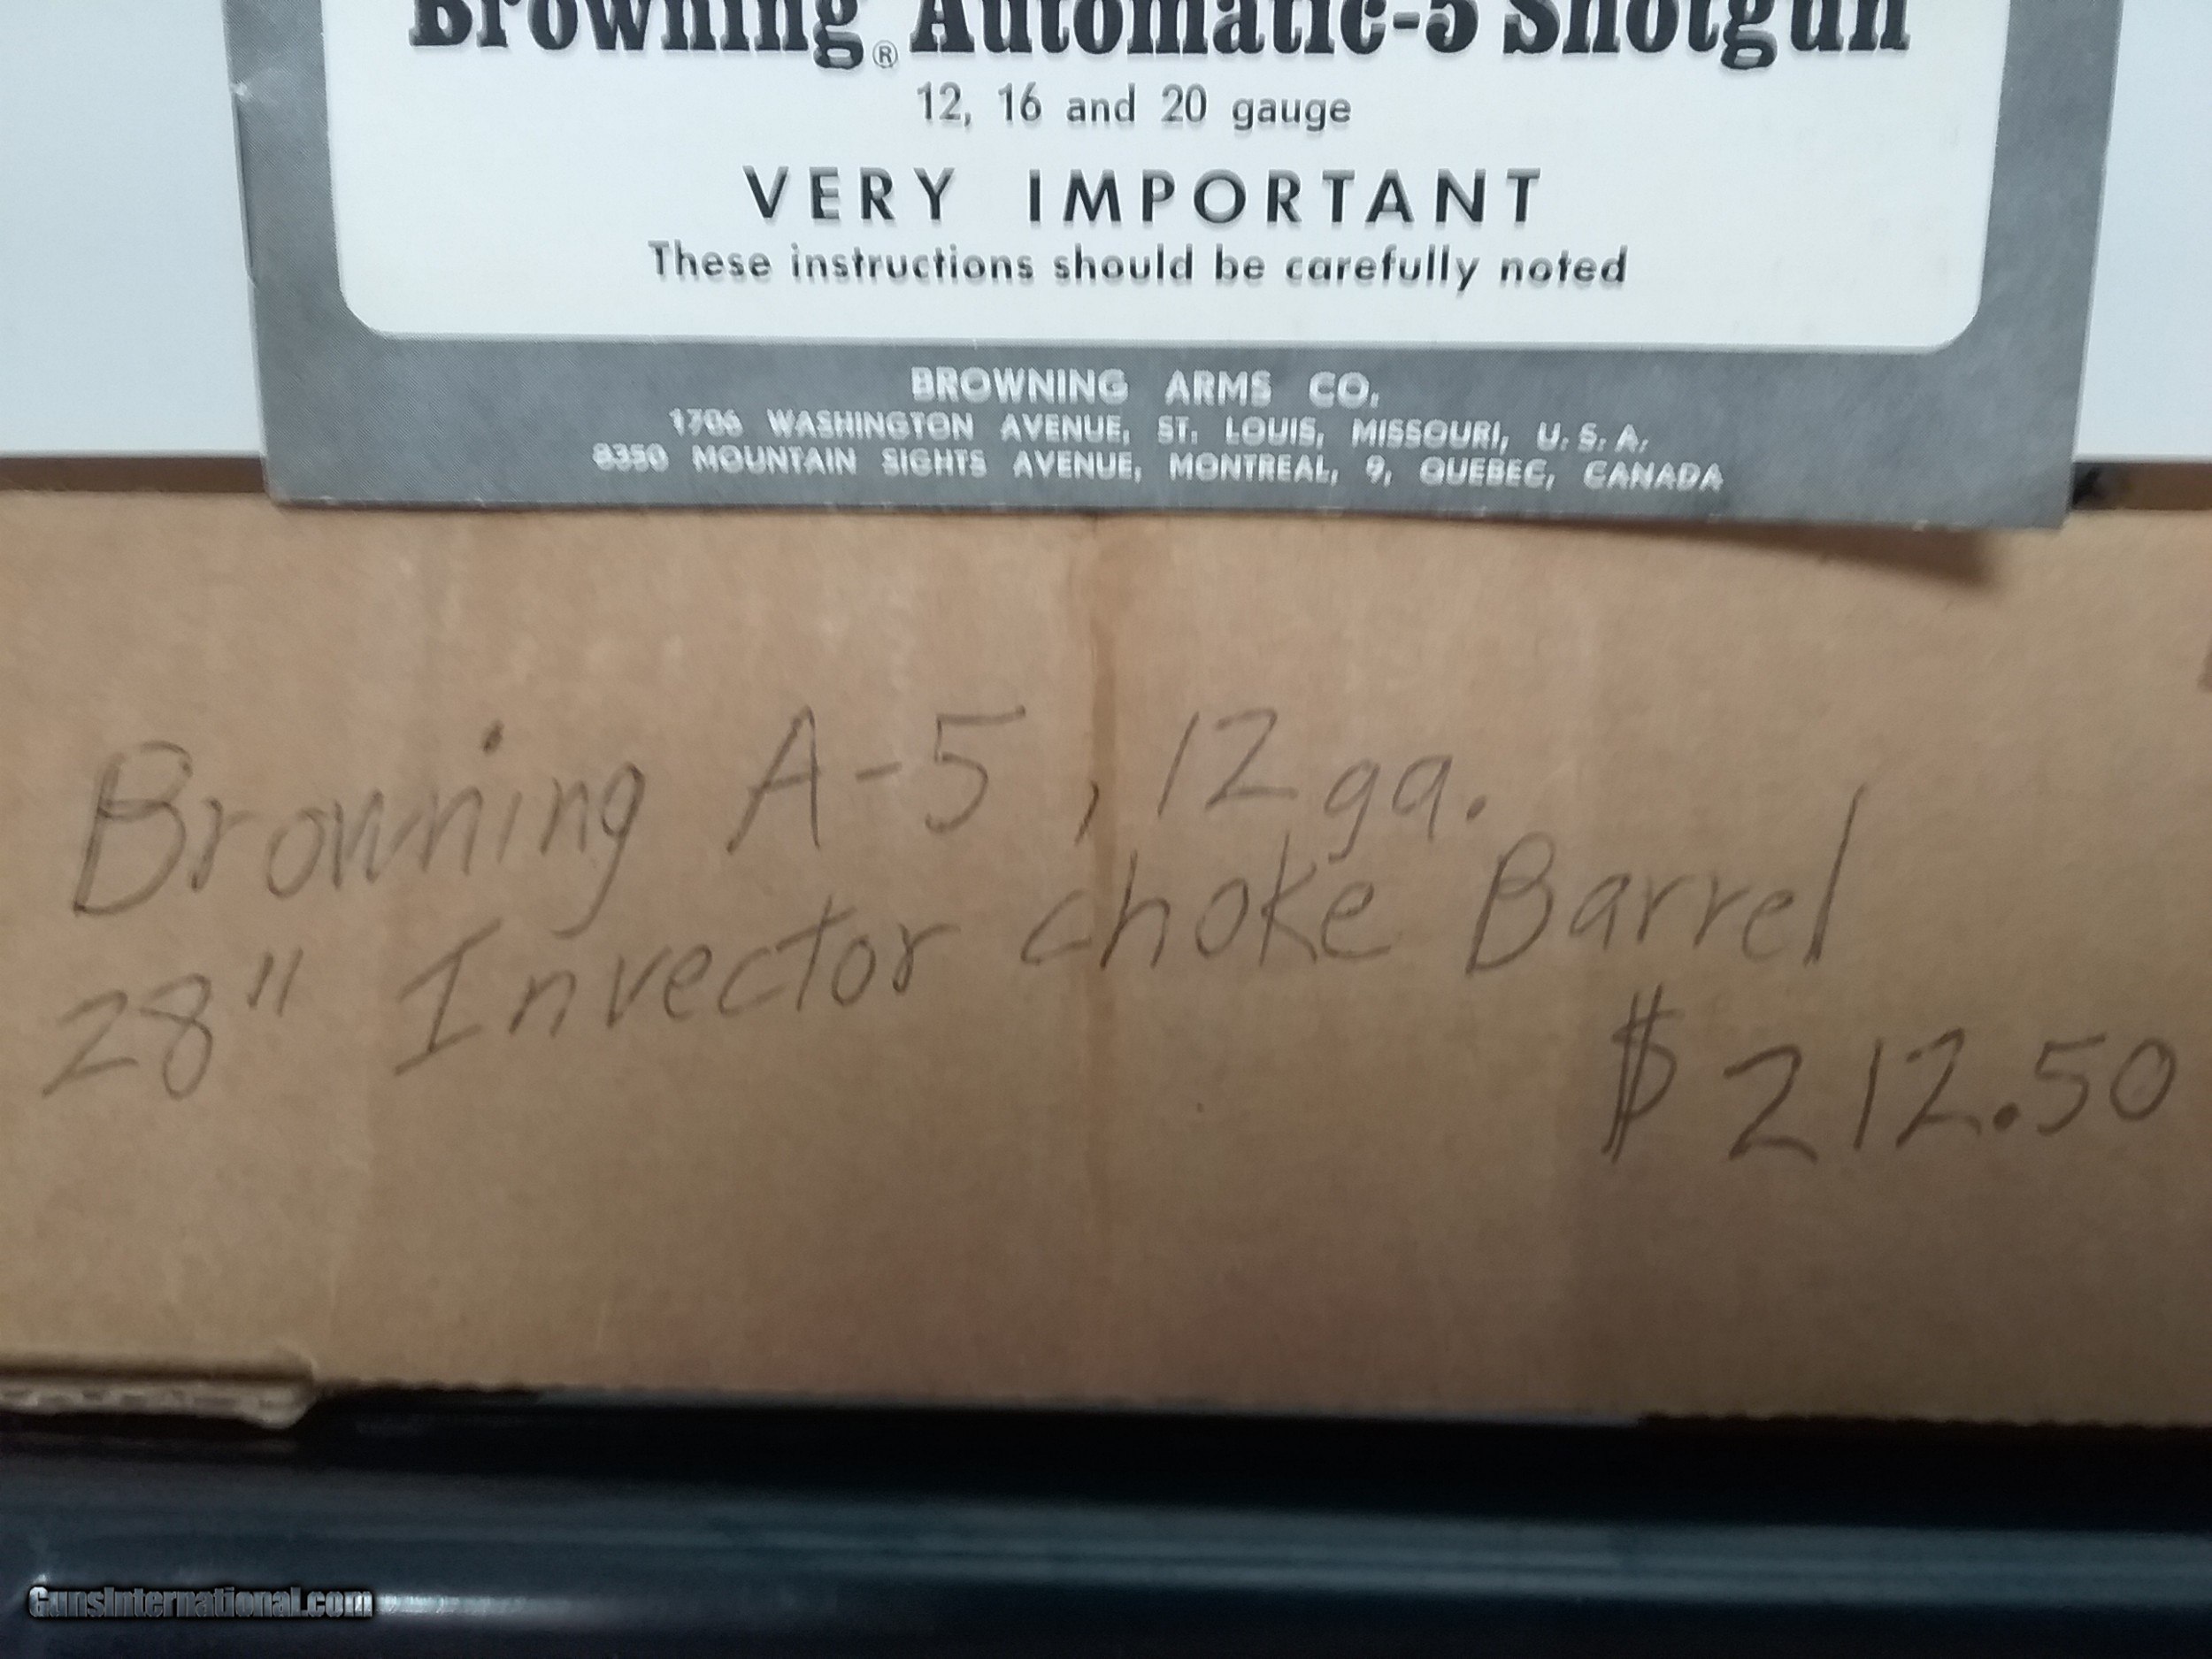 Browning® Automatic-5 Shotgun
12, 16 and 20 gauge
VERY IMPORTANT
These instructions should be carefully noted
BROWNING ARMS CO.
1706 WASHINGTON AVENUE, ST. LOUIS, MISSOURI, U.S.A.
8350 MOUNTAIN SIGHTS AVENUE, MONTREAL, 9, QUEBEC, CANADA
Browning A-5, 12 ga.
28" Invector choke Barrel
$212.50
GunsInternational.com